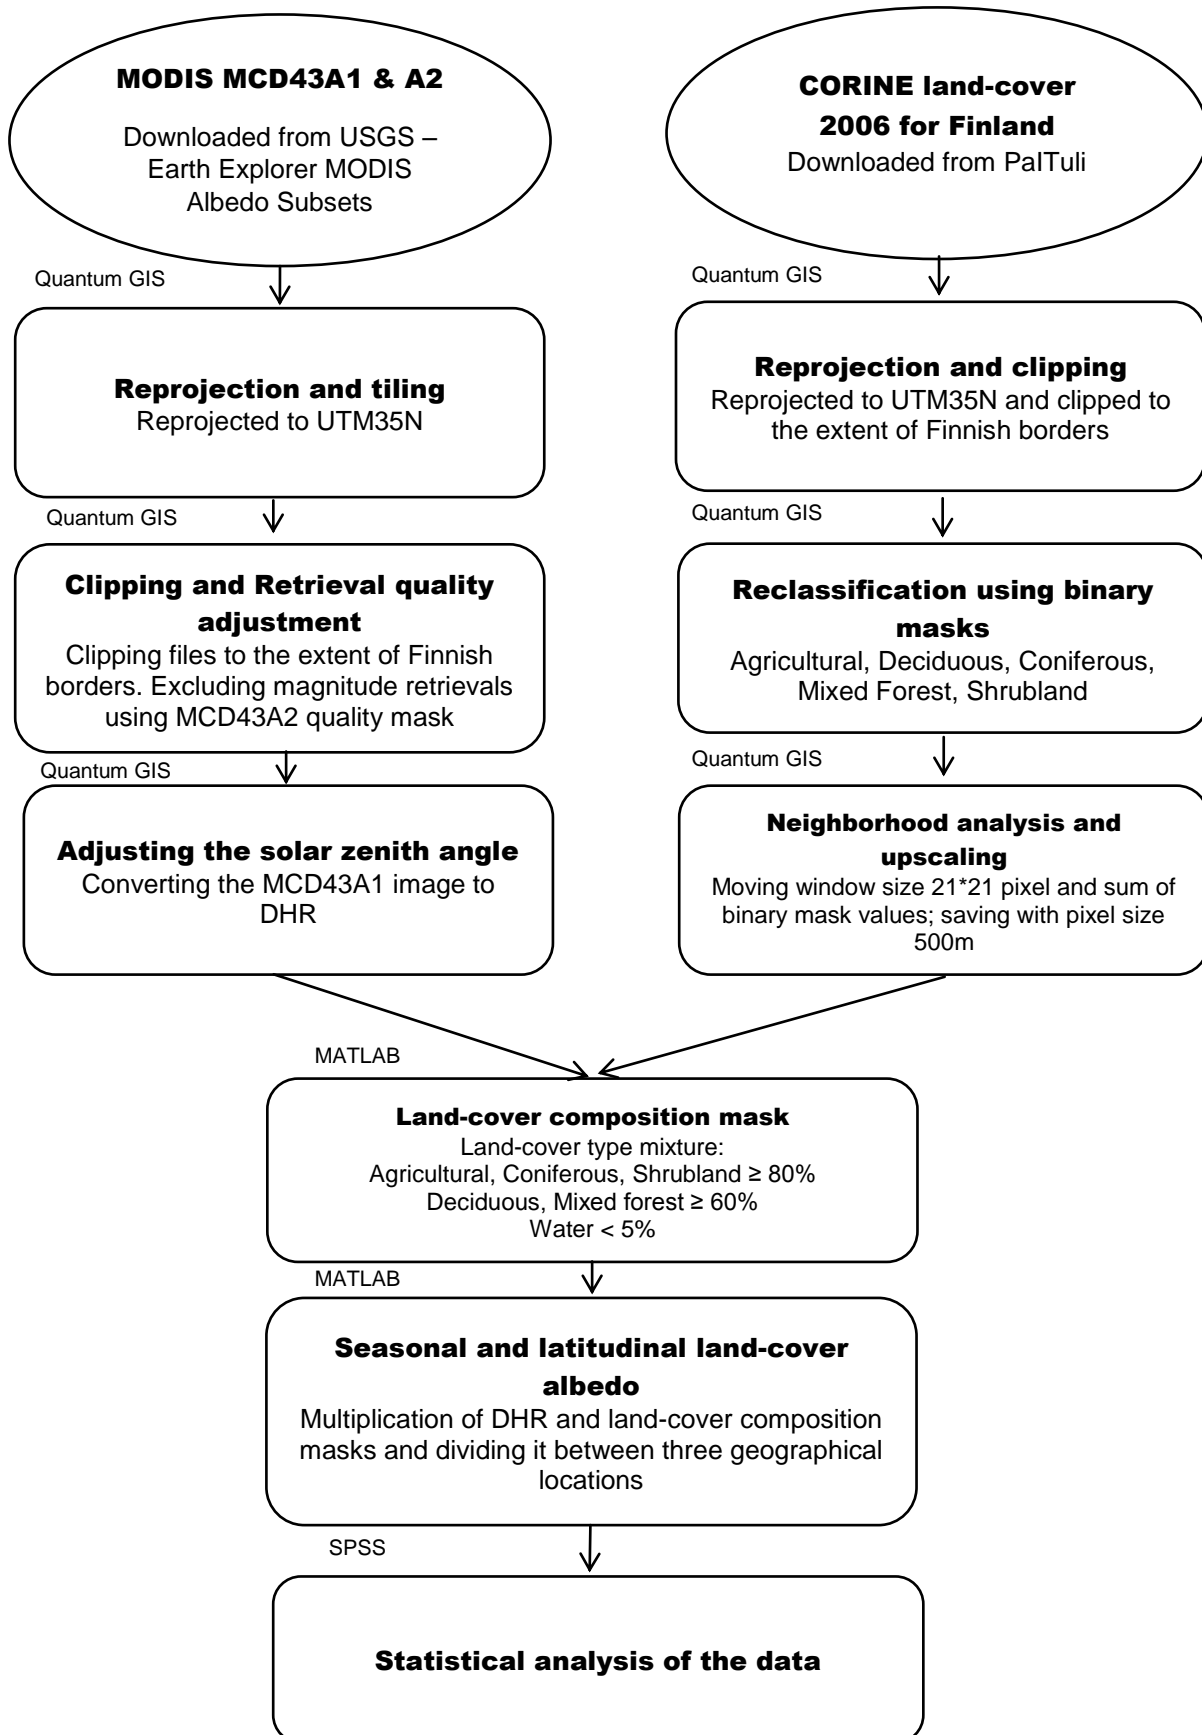 MODIS MCD43A1 & A2
Downloaded from USGS –
Earth Explorer MODIS
Albedo Subsets
CORINE land-cover
2006 for Finland
Downloaded from PaITuli
Quantum GIS
Quantum GIS
Reprojection and tiling
Reprojected to UTM35N
Reprojection and clipping
Reprojected to UTM35N and clipped to
the extent of Finnish borders
Quantum GIS
Quantum GIS
Clipping and Retrieval quality
adjustment
Clipping files to the extent of Finnish
borders. Excluding magnitude retrievals
using MCD43A2 quality mask
Reclassification using binary
masks
Agricultural, Deciduous, Coniferous,
Mixed Forest, Shrubland
Quantum GIS
Quantum GIS
Adjusting the solar zenith angle
Converting the MCD43A1 image to
DHR
Neighborhood analysis and
upscaling
Moving window size 21*21 pixel and sum of
binary mask values; saving with pixel size
500m
MATLAB
Land-cover composition mask
Land-cover type mixture:
Agricultural, Coniferous, Shrubland ≥ 80%
Deciduous, Mixed forest ≥ 60%
Water < 5%
MATLAB
Seasonal and latitudinal land-cover
albedo
Multiplication of DHR and land-cover composition
masks and dividing it between three geographical
locations
SPSS
Statistical analysis of the data